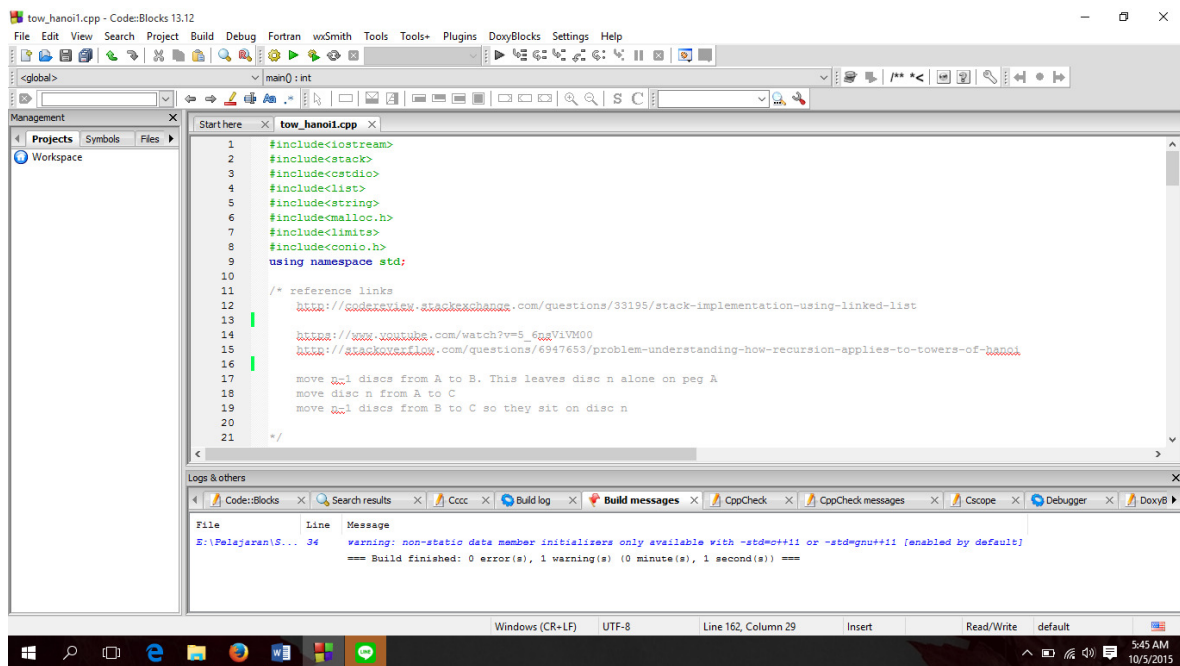 tow_hanoi1.cpp - Code::Blocks 13.12
File Edit View Search Project Build Debug Fortran wxSmith Tools Tools+ Plugins DoxyBlocks Settings Help
<global> main() : int
/** *<
.*
S C
Management
Projects Symbols Files
Workspace
Start here tow_hanoi1.cpp
1 #include<iostream>
2 #include<stack>
3 #include<cstdio>
4 #include<list>
5 #include<string>
6 #include<malloc.h>
7 #include<limits>
8 #include<conio.h>
9 using namespace std;
10
11 /* reference links
12 http://codereview.stackexchange.com/questions/33195/stack-implementation-using-linked-list
13
14 https://www.youtube.com/watch?v=5_6nsViVM00
15 http://stackoverflow.com/questions/6947653/problem-understanding-how-recursion-applies-to-towers-of-hanoi
16
17 move n-1 discs from A to B. This leaves disc n alone on peg A
18 move disc n from A to C
19 move n-1 discs from B to C so they sit on disc n
20
21 */
Logs & others
Code::Blocks Search results Cccc Build log Build messages CppCheck CppCheck messages Cscope Debugger DoxyB
File Line Message
E:\Pelajaran\S... 34 warning: non-static data member initializers only available with -std=c++11 or -std=gnu++11 [enabled by default]
=== Build finished: 0 error(s), 1 warning(s) (0 minute(s), 1 second(s)) ===
Windows (CR+LF) UTF-8 Line 162, Column 29 Insert Read/Write default
LINE
5:45 AM
10/5/2015